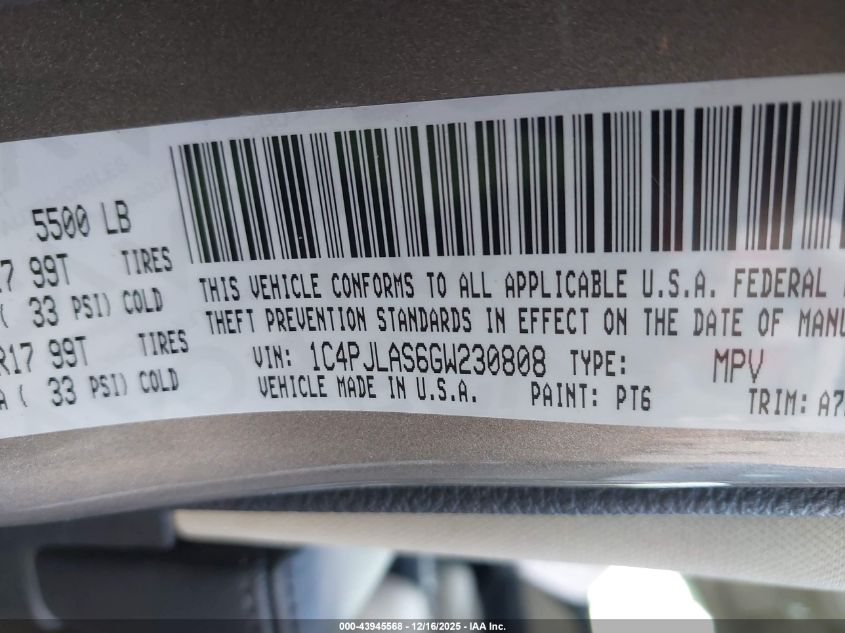 5500 LB
7 99T TIRES
( 33 PSI) COLD
R17 99T TIRES
A ( 33 PSI) COLD
THIS VEHICLE CONFORMS TO ALL APPLICABLE U.S.A. FEDERAL
THEFT PREVENTION STANDARDS IN EFFECT ON THE DATE OF MANU
VIN: 1C4PJLAS6GW230808 TYPE: MPV
VEHICLE MADE IN U.S.A. PAINT: PT6 TRIM: A7
000-43945568 - 12/16/2025 - IAA Inc.